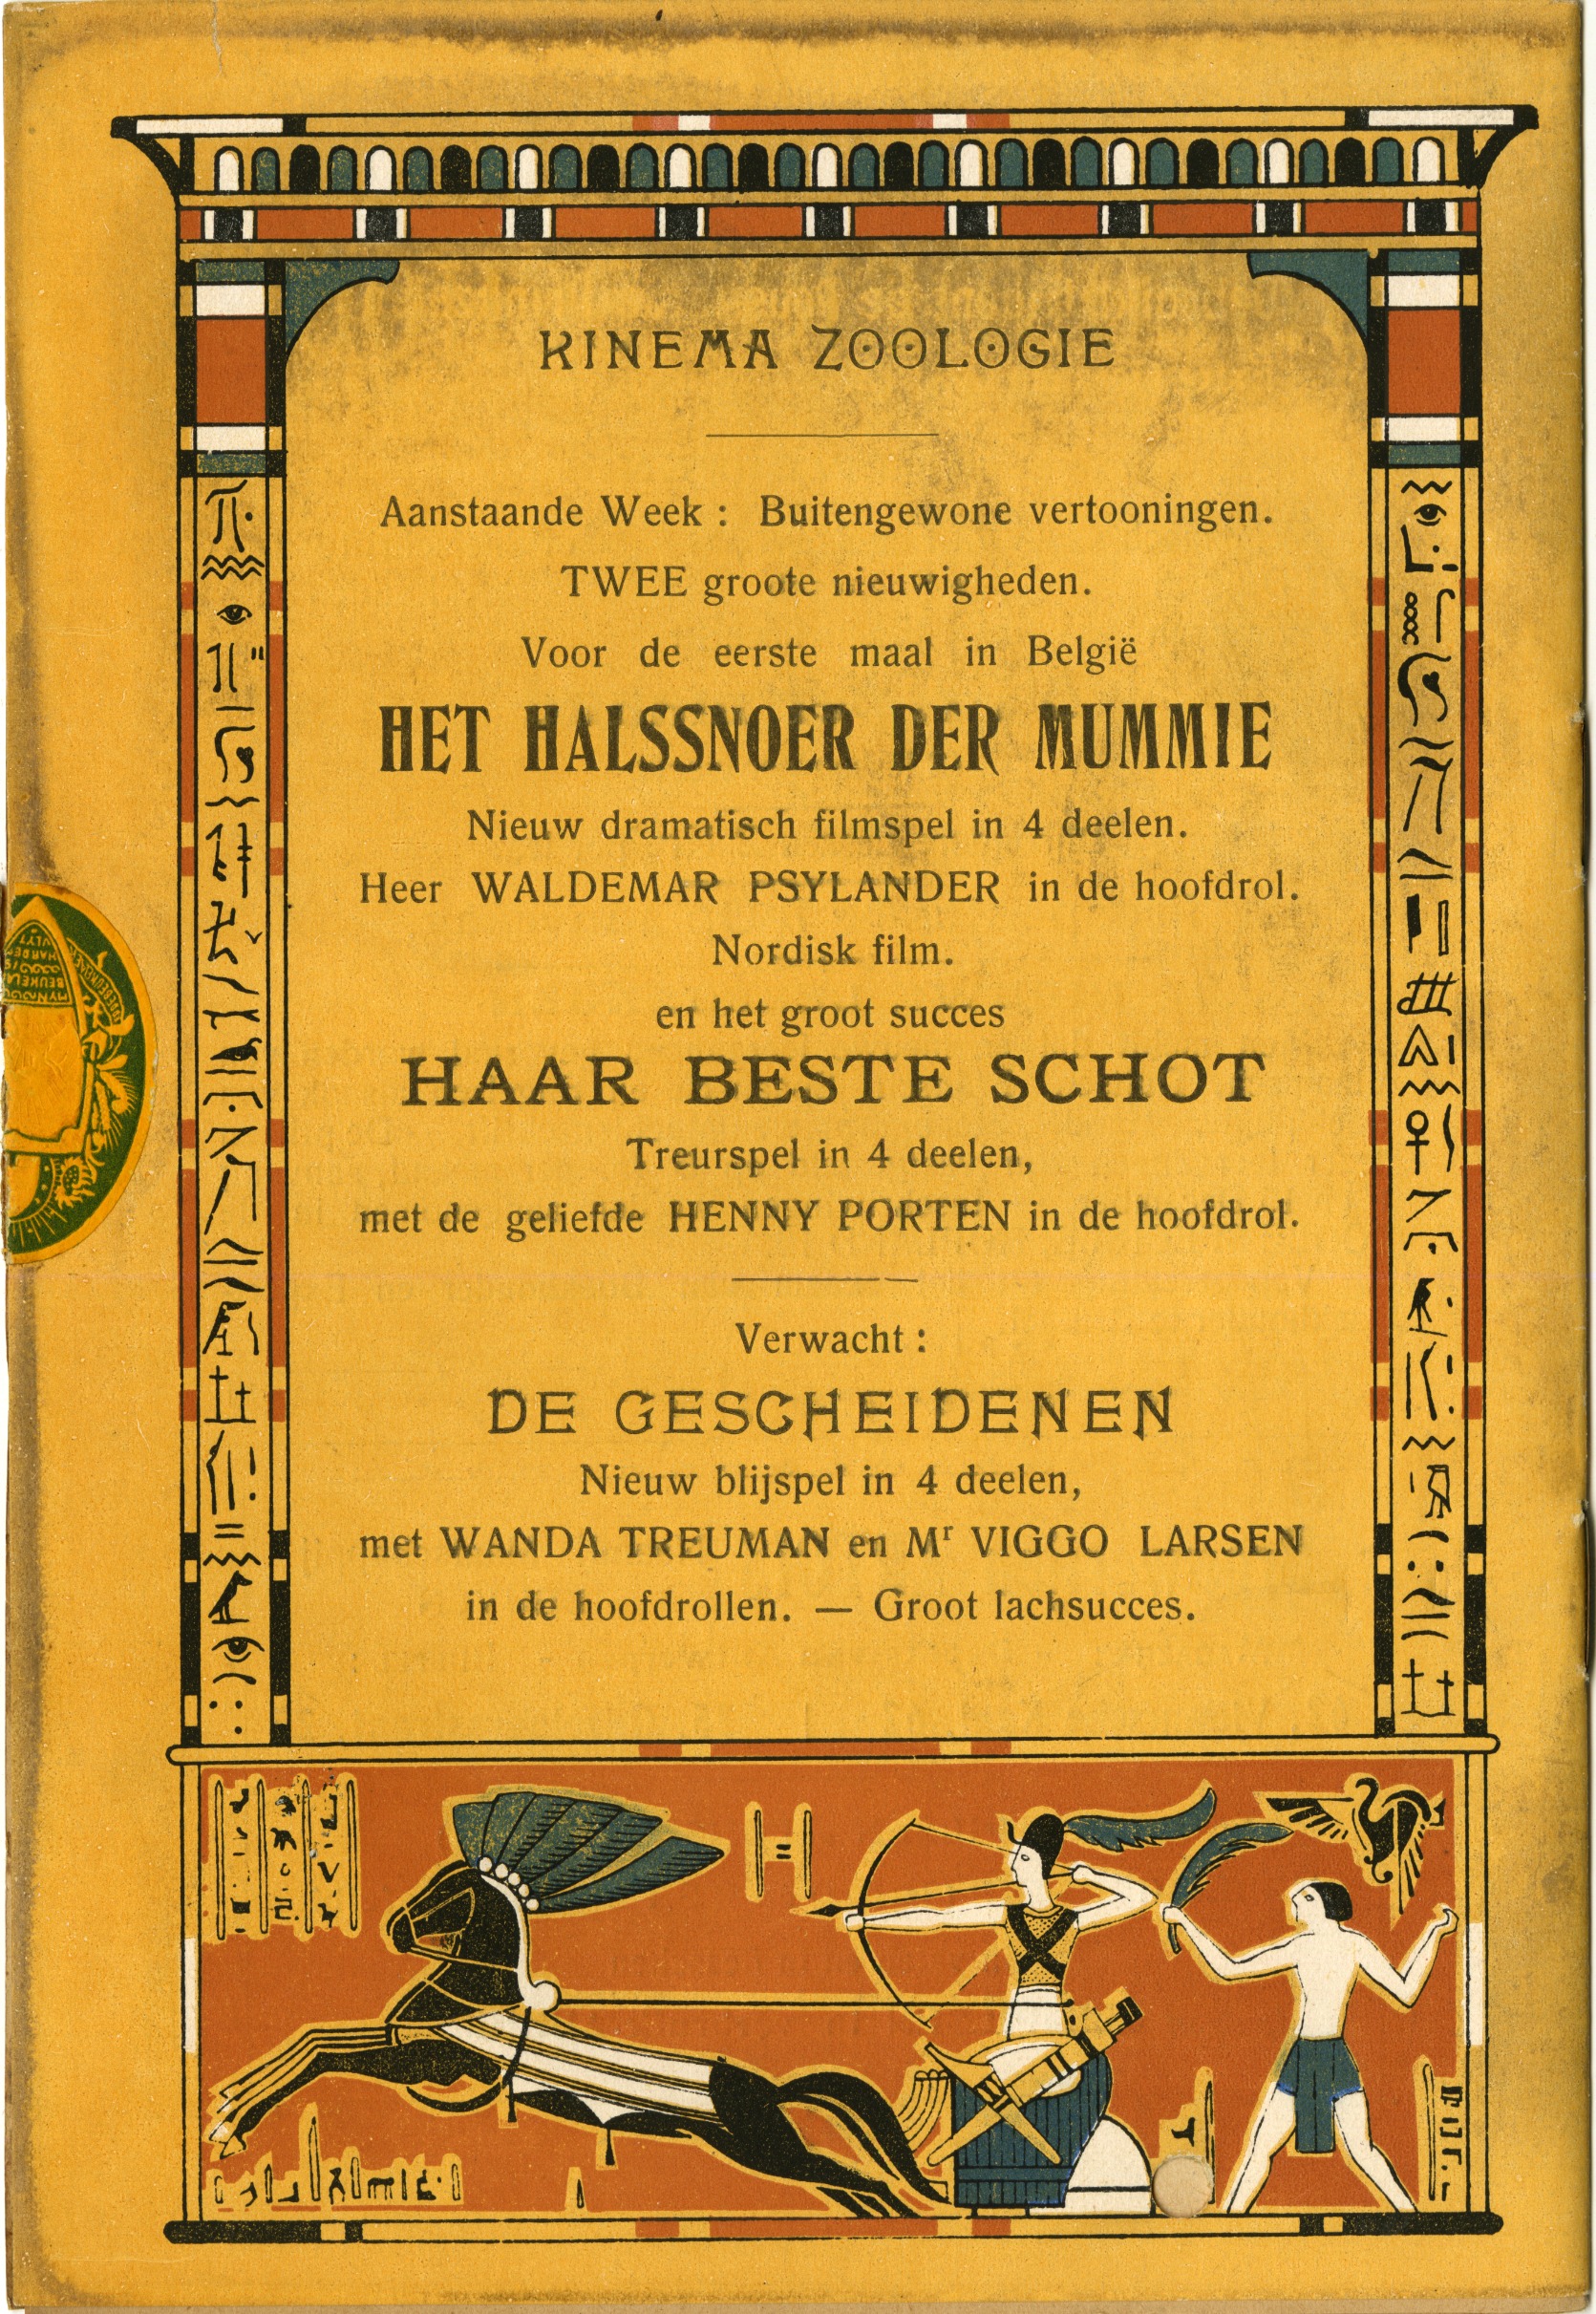 KINEMA ZOOLOGIE
Aanstaande Week : Buitengewone vertooningen.
TWEE groote nieuwigheden.
Voor de eerste maal in België
HET HALSSNOER DER MUMMIE
Nieuw dramatisch filmspel in 4 deelen.
Heer WALDEMAR PSYLANDER in de hoofdrol.
Nordisk film.
en het groot succes
HAAR BESTE SCHOT
Treurspel in 4 deelen,
met de geliefde HENNY PORTEN in de hoofdrol.
Verwacht :
DE GESCHEIDENEN
Nieuw blijspel in 4 deelen,
met WANDA TREUMAN en Mr VIGGO LARSEN
in de hoofdrollen. — Groot lachsucces.